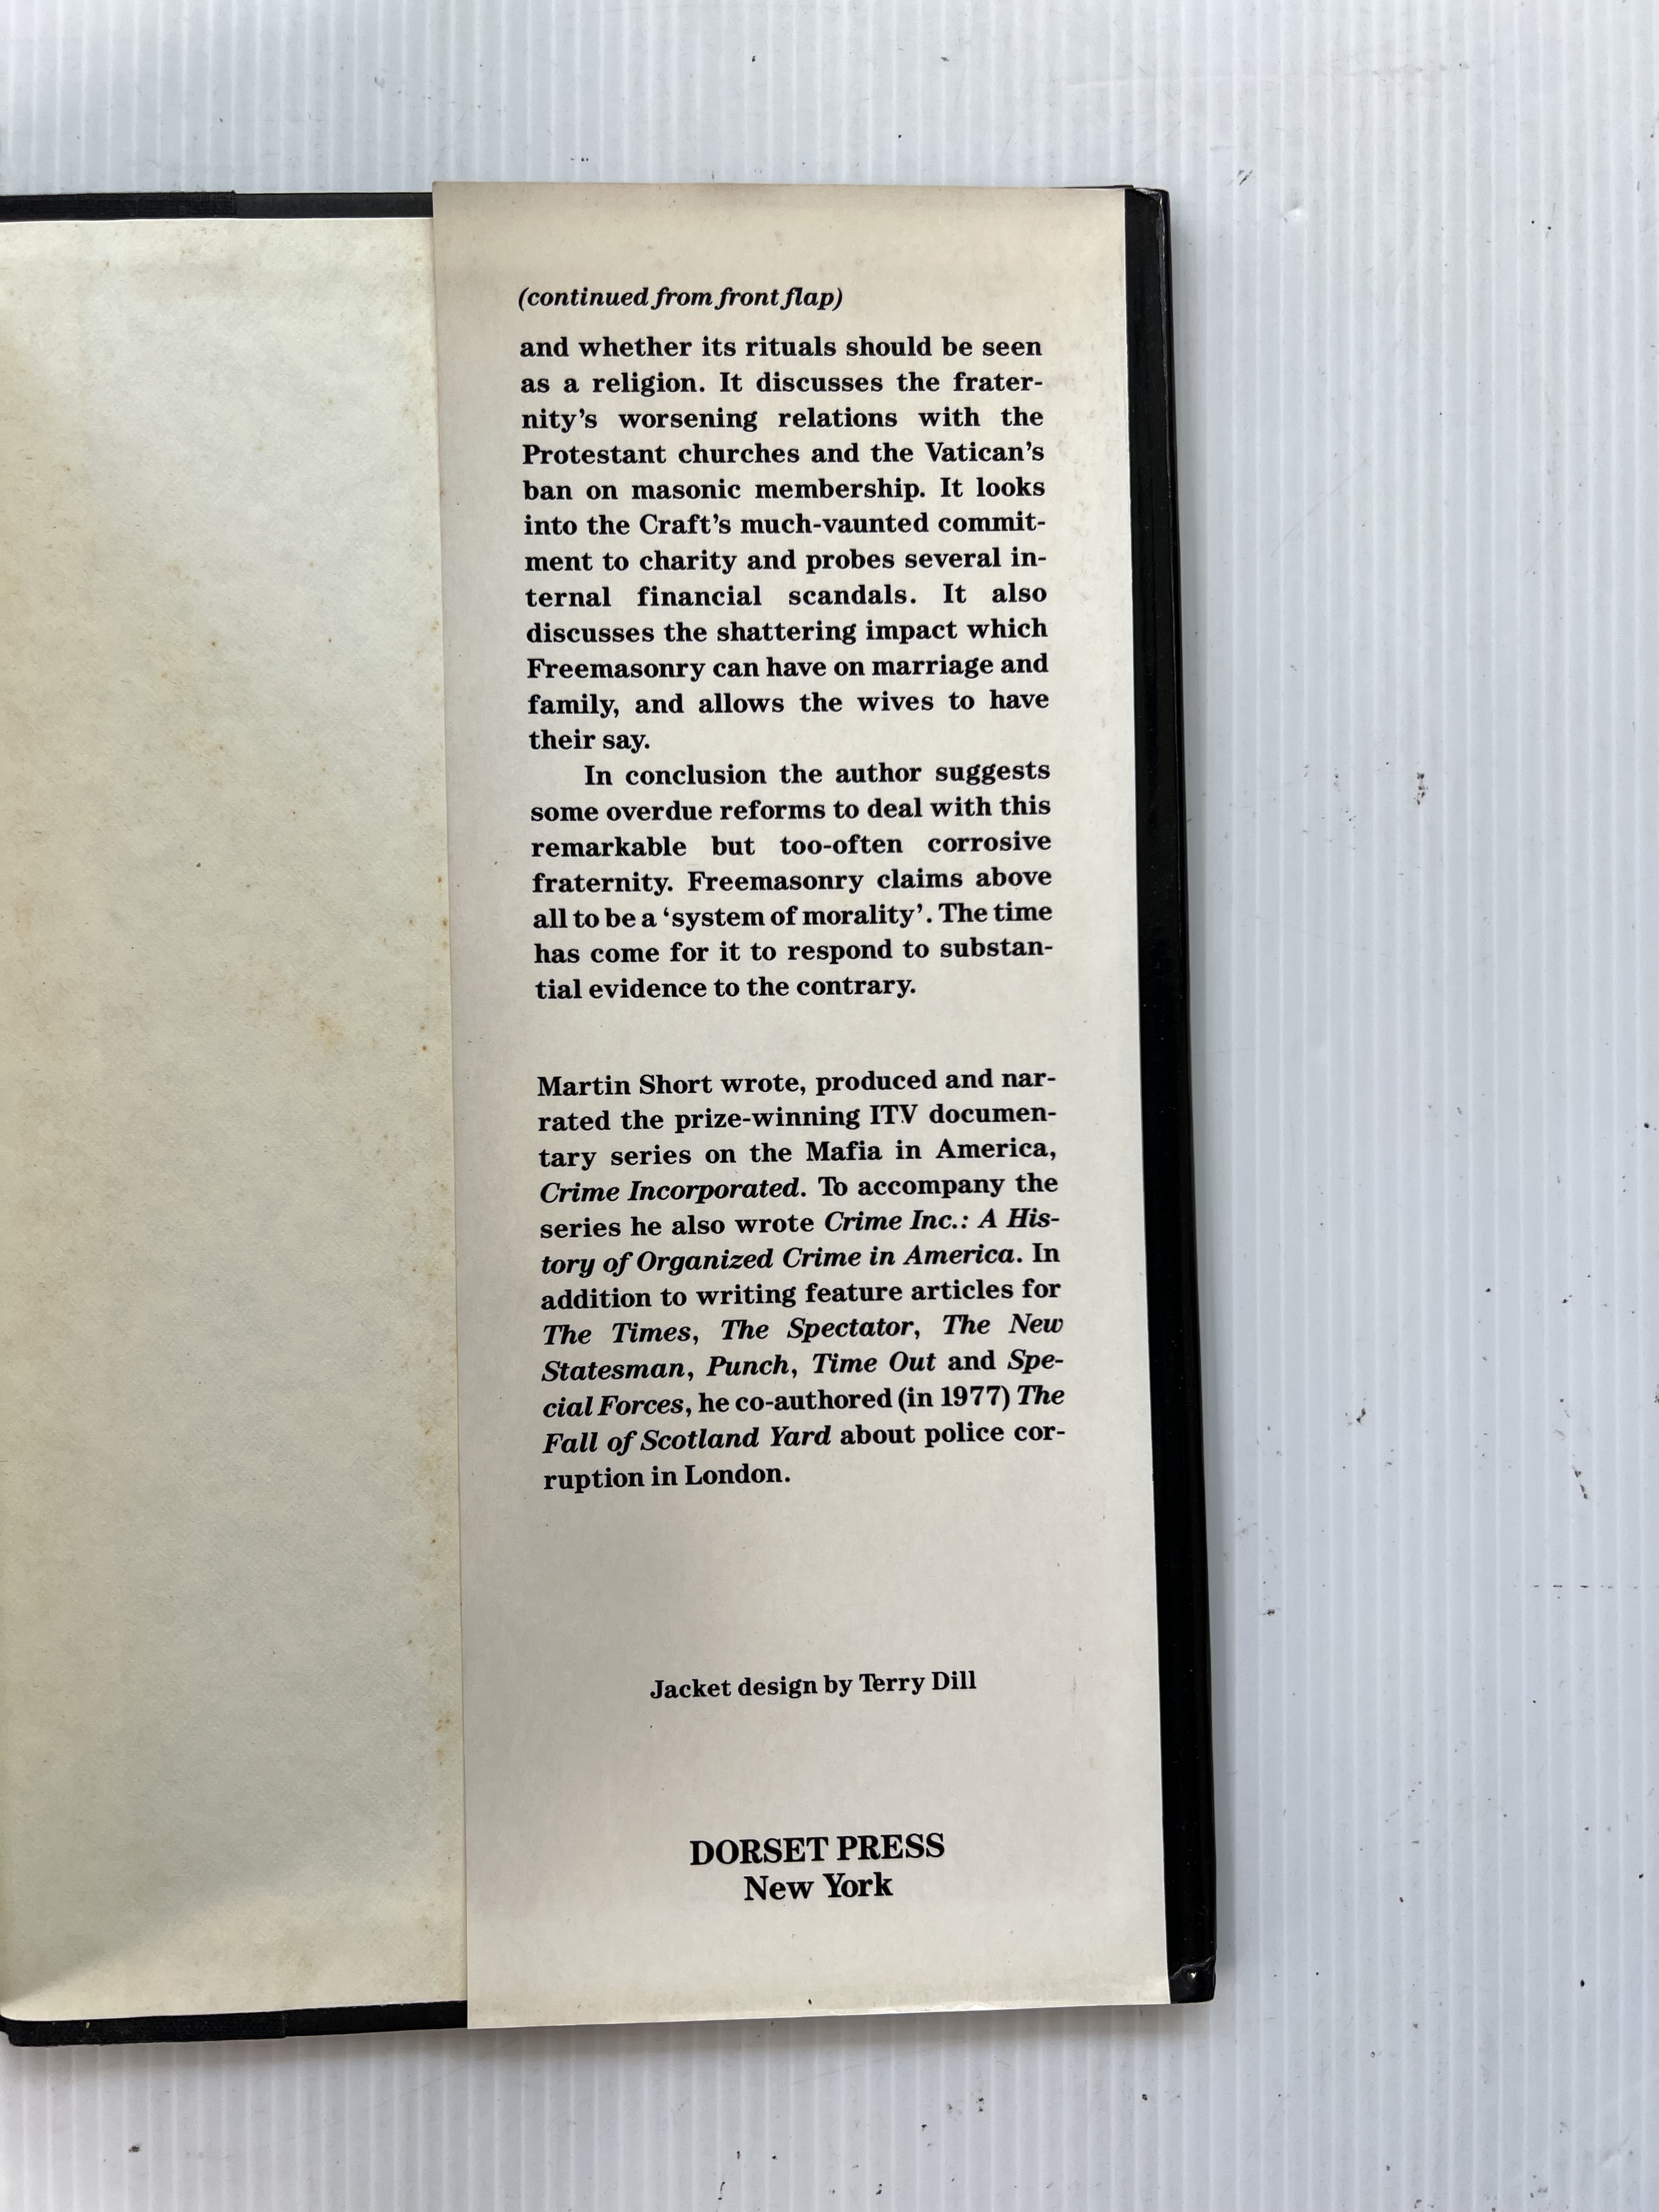 (continued from front flap)
and whether its rituals should be seen
as a religion. It discusses the frater-
nity’s worsening relations with the
Protestant churches and the Vatican’s
ban on masonic membership. It looks
into the Craft’s much-vaunted commit-
ment to charity and probes several in-
ternal financial scandals. It also
discusses the shattering impact which
Freemasonry can have on marriage and
family, and allows the wives to have
their say.
In conclusion the author suggests
some overdue reforms to deal with this
remarkable but too-often corrosive
fraternity. Freemasonry claims above
all to be a ‘system of morality’. The time
has come for it to respond to substan-
tial evidence to the contrary.
Martin Short wrote, produced and nar-
rated the prize-winning ITV documen-
tary series on the Mafia in America,
Crime Incorporated. To accompany the
series he also wrote Crime Inc.: A His-
tory of Organized Crime in America. In
addition to writing feature articles for
The Times, The Spectator, The New
Statesman, Punch, Time Out and Spe-
cial Forces, he co-authored (in 1977) The
Fall of Scotland Yard about police cor-
ruption in London.
Jacket design by Terry Dill
DORSET PRESS
New York